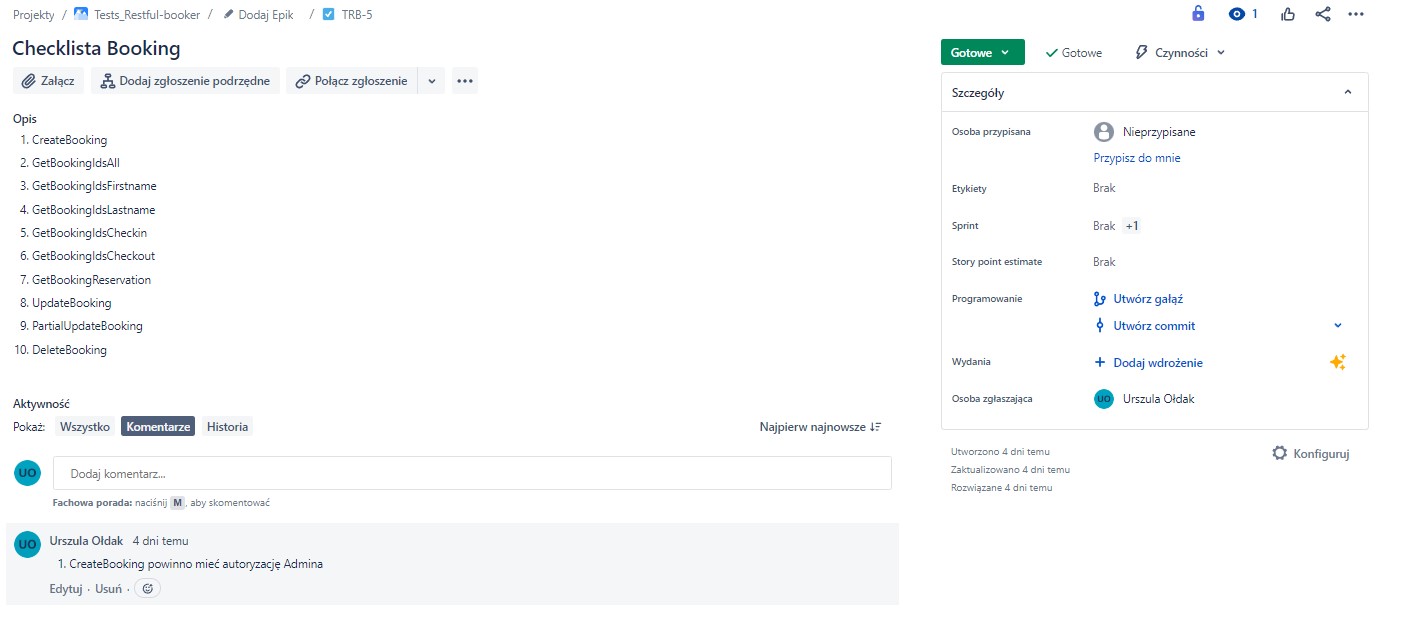 Projekty / Tests_Restful-booker / Dodaj Epik / TRB-5
1
Checklista Booking
Załącz Dodaj zgłoszenie podrzędne Połącz zgłoszenie
Opis
1. CreateBooking
2. GetBookingIdsAll
3. GetBookingIdsFirstname
4. GetBookingIdsLastname
5. GetBookingIdsCheckin
6. GetBookingIdsCheckout
7. GetBookingReservation
8. UpdateBooking
9. PartialUpdateBooking
10. DeleteBooking
Aktywność
Pokaż: Wszystko Komentarze Historia Najpierw najnowsze
UO Dodaj komentarz...
Fachowa porada: naciśnij M, aby skomentować
UO Urszula Ołdak 4 dni temu
1. CreateBooking powinno mieć autoryzację Admina
Edytuj · Usuń ·
Gotowe Gotowe Czynności
Szczegóły
Osoba przypisana Nieprzypisane
Przypisz do mnie
Etykiety Brak
Sprint Brak +1
Story point estimate Brak
Programowanie Utwórz gałąź
Utwórz commit
Wydania Dodaj wdrożenie
Osoba zgłaszająca UO Urszula Ołdak
Utworzono 4 dni temu Konfiguruj
Zaktualizowano 4 dni temu
Rozwiązane 4 dni temu